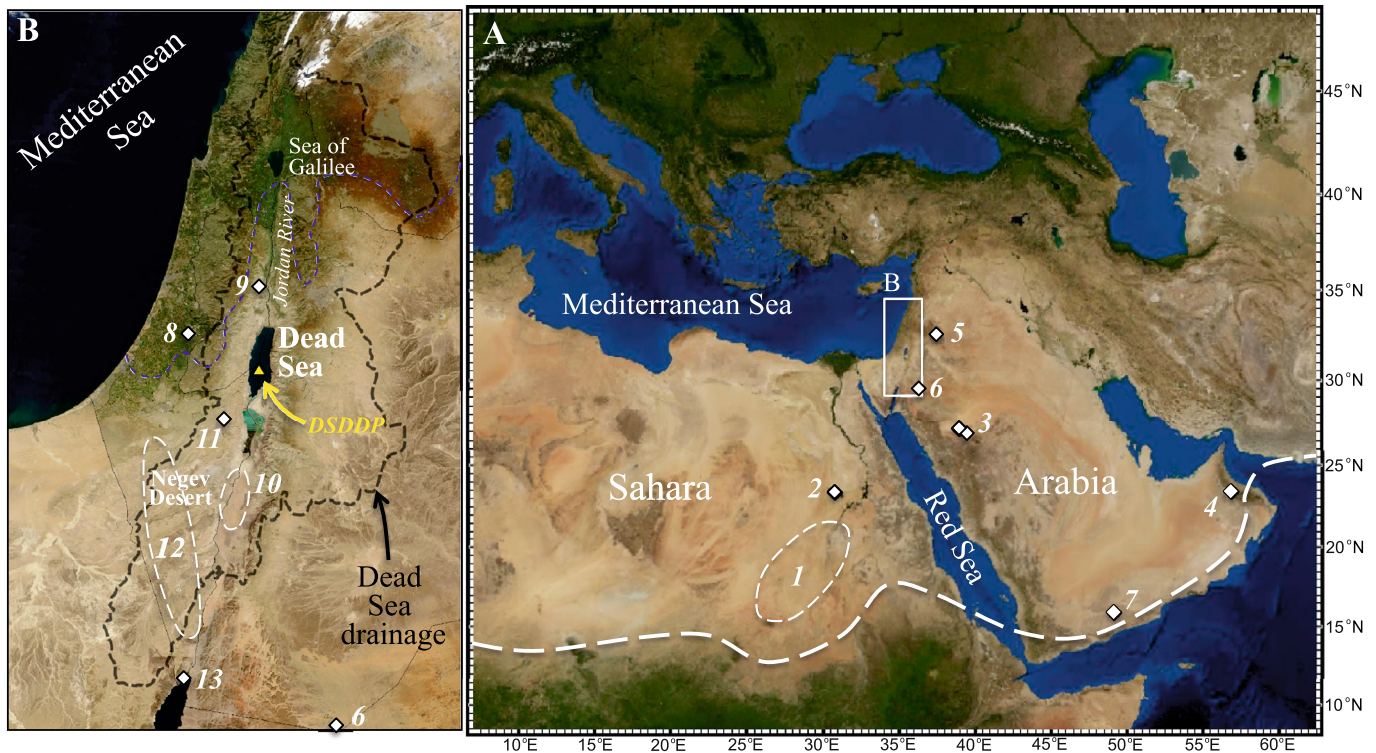 B
Mediterranean
Sea
Sea of
Galilee
Jordan River
9
8
Dead
Sea
DSDDP
11
Negev
Desert
10
12
Dead
Sea
drainage
13
6
A
45°N
40°N
35°N
30°N
25°N
20°N
15°N
10°N
B
Mediterranean Sea
5
6
3
Sahara
Arabia
2
4
Red Sea
1
7
10°E
15°E
20°E
25°E
30°E
35°E
40°E
45°E
50°E
55°E
60°E